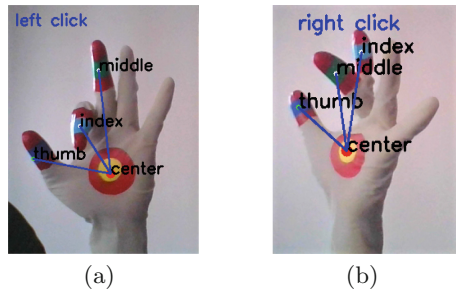 left click
middle
index
thumb
center
right click
index
middle
thumb
center
(a)
(b)